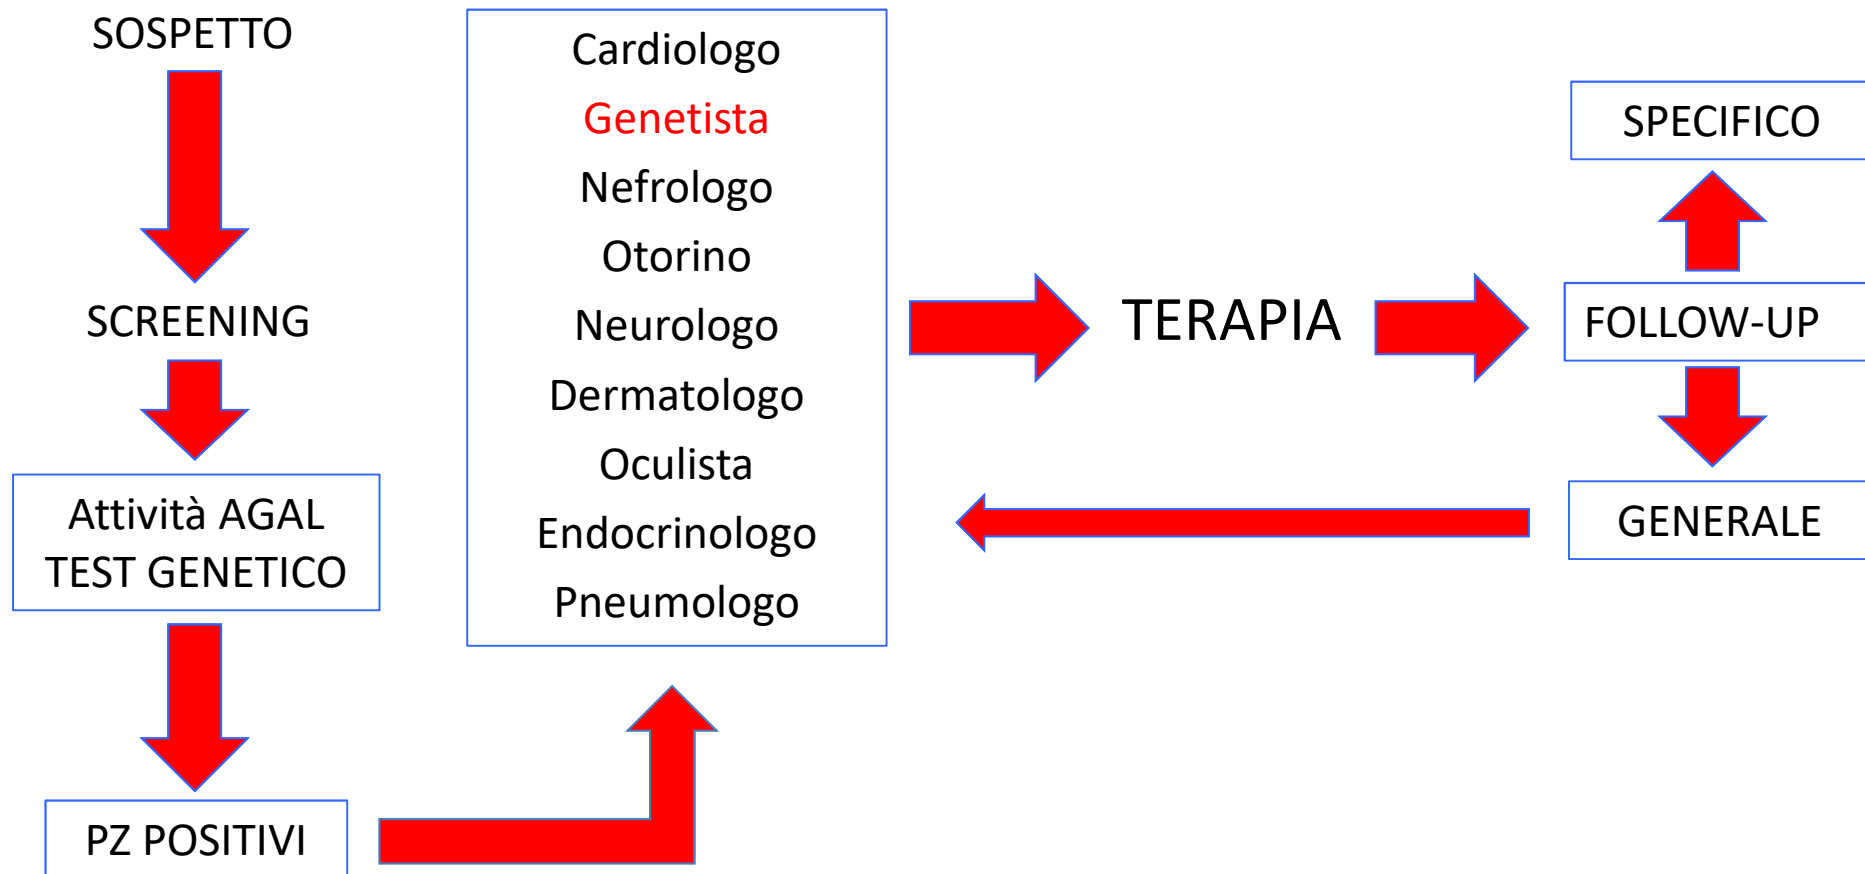 SOSPETTO
SCREENING
Attività AGAL
TEST GENETICO
PZ POSITIVI
Cardiologo
Genetista
Nefrologo
Otorino
Neurologo
Dermatologo
Oculista
Endocrinologo
Pneumologo
TERAPIA
SPECIFICO
FOLLOW-UP
GENERALE